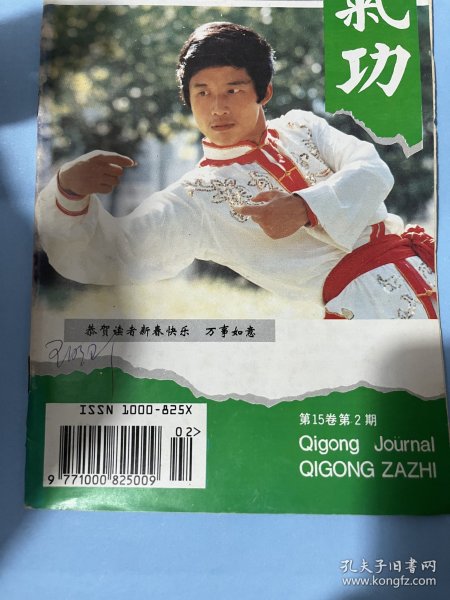 氣功
恭贺读者新春快乐 万事如意
ISSN 1000-825X
02>
9 771000 825009
第15卷第2期
Qigong Journal
QIGONG ZAZHI
孔夫子旧书网
www.kongfz.com